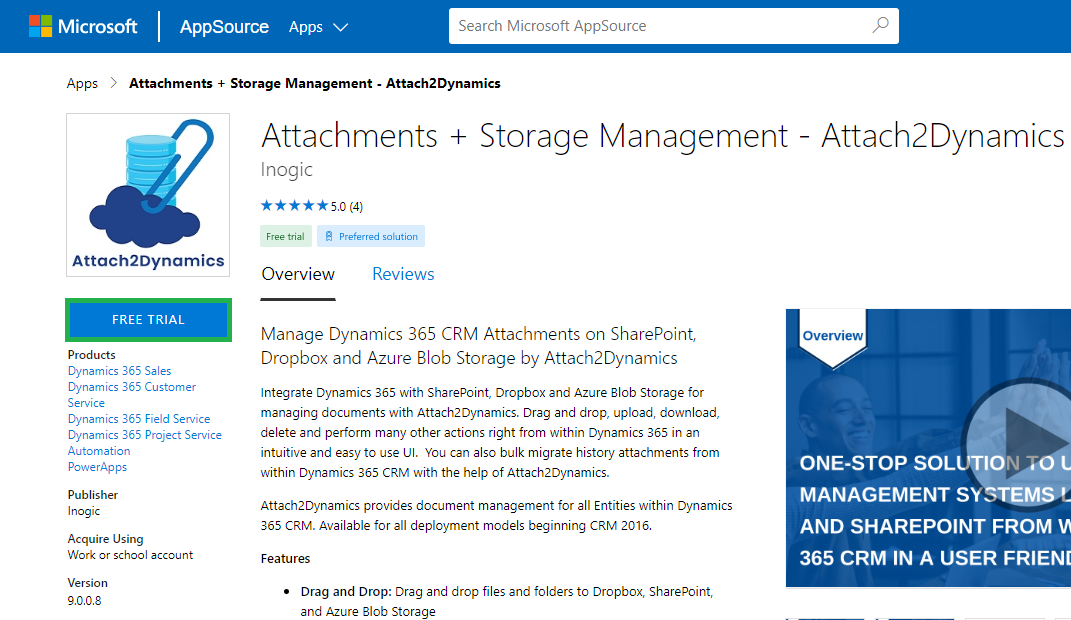 Microsoft
AppSource
Apps
Search Microsoft AppSource
Apps > Attachments + Storage Management - Attach2Dynamics
Attach2Dynamics
Attachments + Storage Management - Attach2Dynamics
Inogic
5.0 (4)
Free trial
Preferred solution
Overview
Reviews
FREE TRIAL
Products
Dynamics 365 Sales
Dynamics 365 Customer
Service
Dynamics 365 Field Service
Dynamics 365 Project Service
Automation
PowerApps
Publisher
Inogic
Acquire Using
Work or school account
Version
9.0.0.8
Manage Dynamics 365 CRM Attachments on SharePoint,
Dropbox and Azure Blob Storage by Attach2Dynamics
Integrate Dynamics 365 with SharePoint, Dropbox and Azure Blob Storage for
managing documents with Attach2Dynamics. Drag and drop, upload, download,
delete and perform many other actions right from within Dynamics 365 in an
intuitive and easy to use UI.  You can also bulk migrate history attachments from
within Dynamics 365 CRM with the help of Attach2Dynamics.
Attach2Dynamics provides document management for all Entities within Dynamics
365 CRM. Available for all deployment models beginning CRM 2016.
Features
• Drag and Drop: Drag and drop files and folders to Dropbox, SharePoint,
and Azure Blob Storage
Overview
ONE-STOP SOLUTION TO U
MANAGEMENT SYSTEMS
AND SHAREPOINT FROM
365 CRM IN A USER